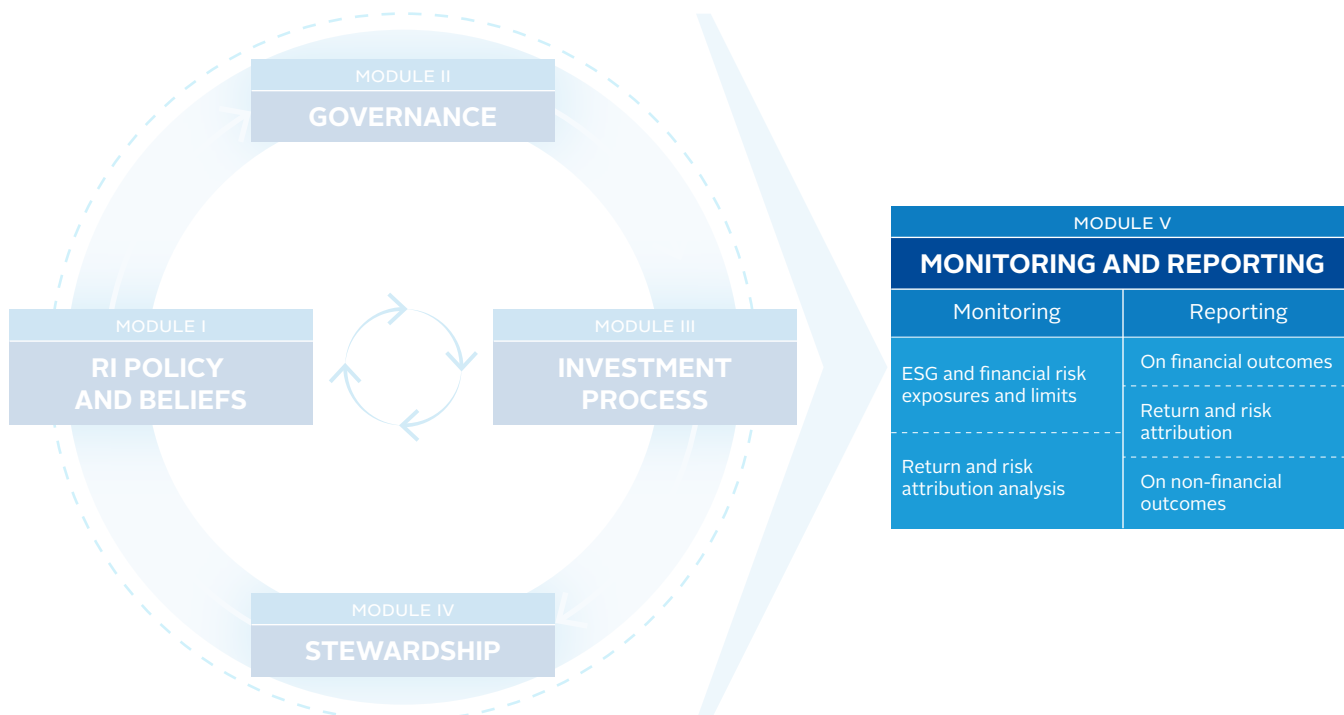 MODULE II
GOVERNANCE
MODULE I
RI POLICY
AND BELIEFS
MODULE III
INVESTMENT
PROCESS
MODULE IV
STEWARDSHIP
MODULE V
MONITORING AND REPORTING
Monitoring
Reporting
ESG and financial risk
exposures and limits
Return and risk
attribution analysis
On financial outcomes
Return and risk
attribution
On non-financial
outcomes